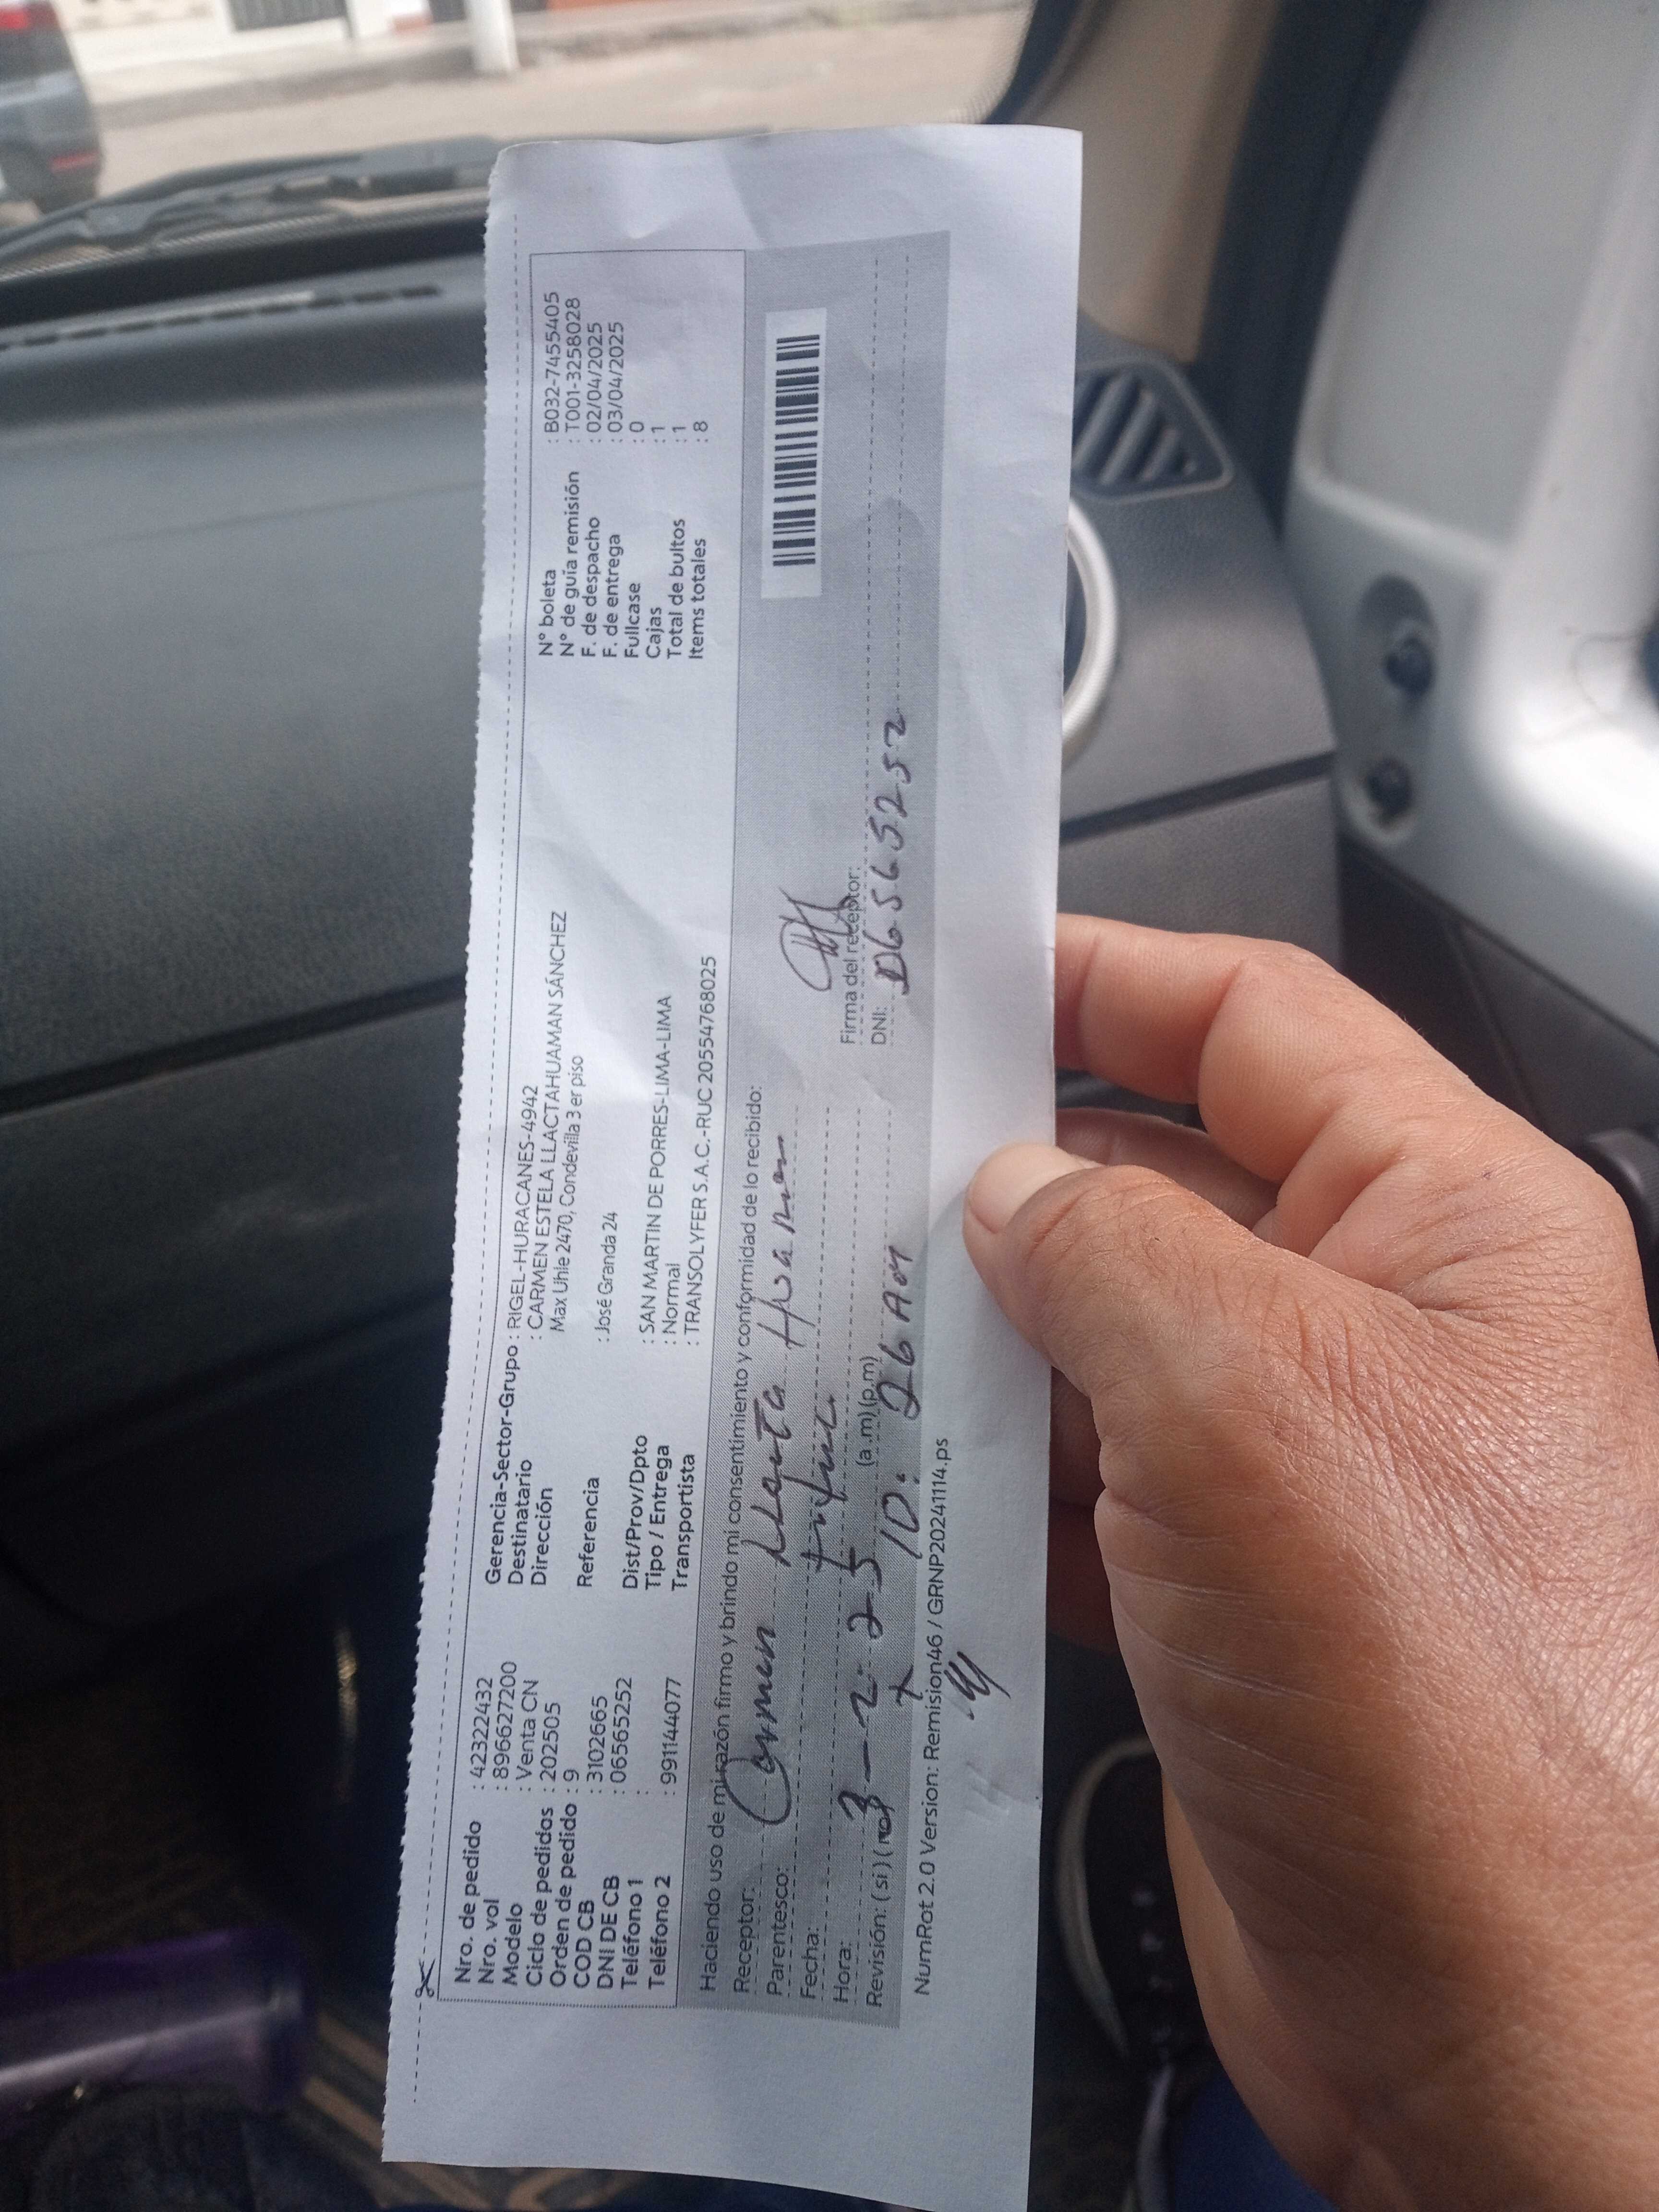 Nro. de pedido : 42322432
Nro. vol : 896627200
Modelo : Venta CN
Ciclo de pedidos : 202505
Orden de pedido : 9
COD CB : 3102665
DNI DE CB : 06565252
Teléfono 1 :
Teléfono 2 : 991144077
Gerencia-Sector-Grupo : RIGEL-HURACANES-4942
Destinatario : CARMEN ESTELA LLACTAHUAMAN SÁNCHEZ
Dirección Max Uhle 2470, Condevilla 3 er piso
Referencia : José Granda 24
Dist/Prov/Dpto : SAN MARTIN DE PORRES-LIMA-LIMA
Tipo / Entrega : Normal
Transportista : TRANSOLYFER S.A.C.-RUC 20554768025
N° boleta : B032-7455405
N° de guía remisión : T001-3258028
F. de despacho : 02/04/2025
F. de entrega : 03/04/2025
Fullcase : 0
Cajas : 1
Total de bultos : 1
Items totales : 8
Haciendo uso de mi razón firmo y brindo mi consentimiento y conformidad de lo recibido:
Receptor: Carmen Llacta Huaman
Parentesco:
Fecha: 3 - 2 - 25
Hora: (a.m) (p.m) 10:26 AM
Revisión: ( si ) ( no )
Firma del receptor:
DNI: 06565252
NumRot 2.0 Version: Remision46 / GRNP20241114.ps